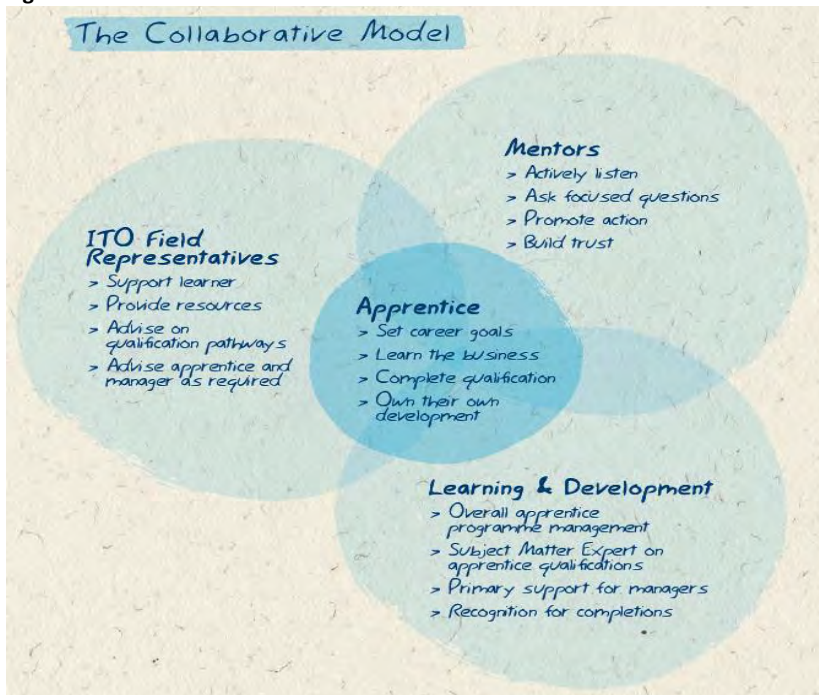 The Collaborative Model
Mentors
> Actively listen
> Ask focused questions
> Promote action
> Build trust
ITO Field
Representatives
> Support learner
> Provide resources
> Advise on
qualification pathways
> Advise apprentice and
manager as required
Apprentice
> Set career goals
> Learn the business
> Complete qualification
> Own their own
development
Learning & Development
> Overall apprentice
programme management
> Subject Matter Expert on
apprentice qualifications
> Primary support for managers
> Recognition for completions